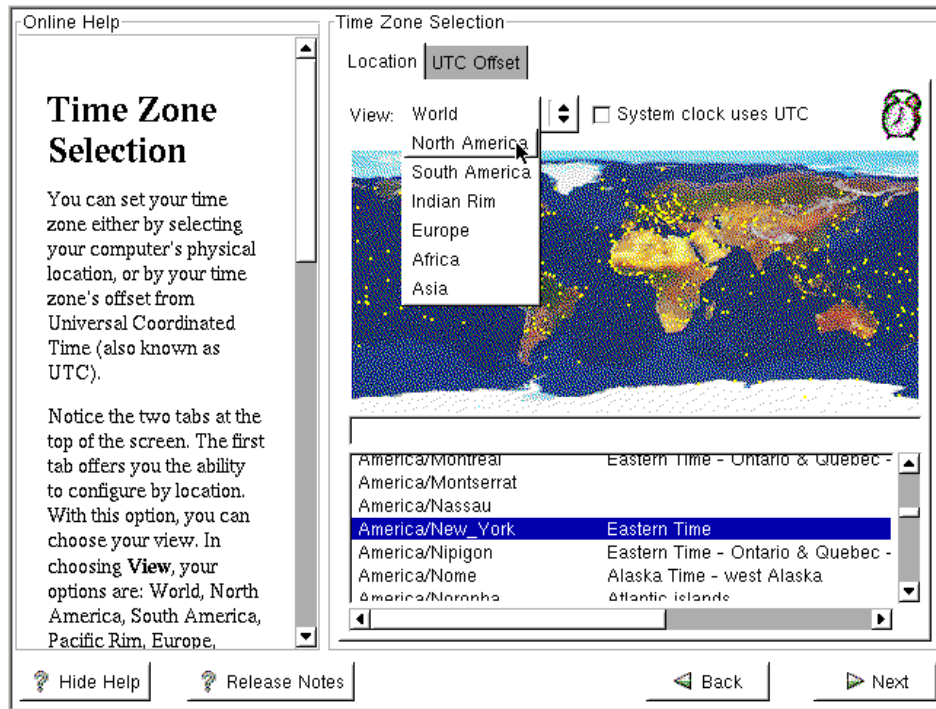 Online Help
Time Zone
Selection
You can set your time
zone either by selecting
your computer's physical
location, or by your time
zone's offset from
Universal Coordinated
Time (also known as
UTC).
Notice the two tabs at the
top of the screen. The first
tab offers you the ability
to configure by location.
With this option, you can
choose your view. In
choosing View, your
options are: World, North
America, South America,
Pacific Rim, Europe,
Time Zone Selection
Location UTC Offset
View: World System clock uses UTC
North America
South America
Indian Rim
Europe
Africa
Asia
America/Montreal Eastern Time - Ontario & Quebec -
America/Montserrat
America/Nassau
America/New_York Eastern Time
America/Nipigon Eastern Time - Ontario & Quebec -
America/Nome Alaska Time - west Alaska
America/Noronha Atlantic islands
Hide Help Release Notes Back Next